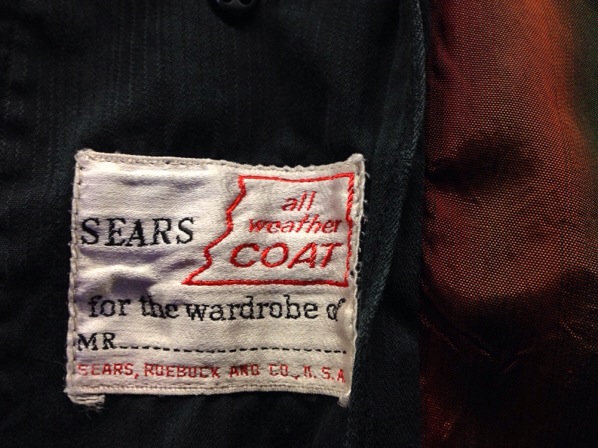 all
weather
SEARS COAT
for the wardrobe of
MR
SEARS, ROEBUCK AND CO., U.S.A